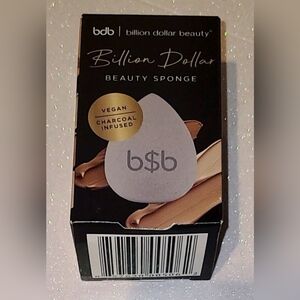 bdb | billion dollar beauty
Billion Dollar
BEAUTY SPONGE
VEGAN
CHARCOAL
INFUSED
b$b